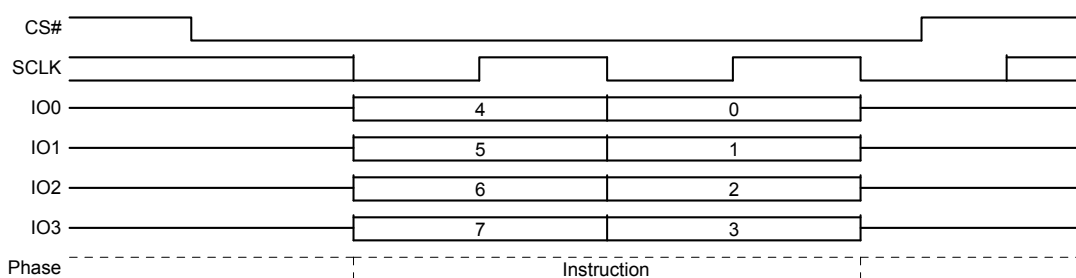 CS#
SCLK
IO0 4 0
IO1 5 1
IO2 6 2
IO3 7 3
Phase Instruction